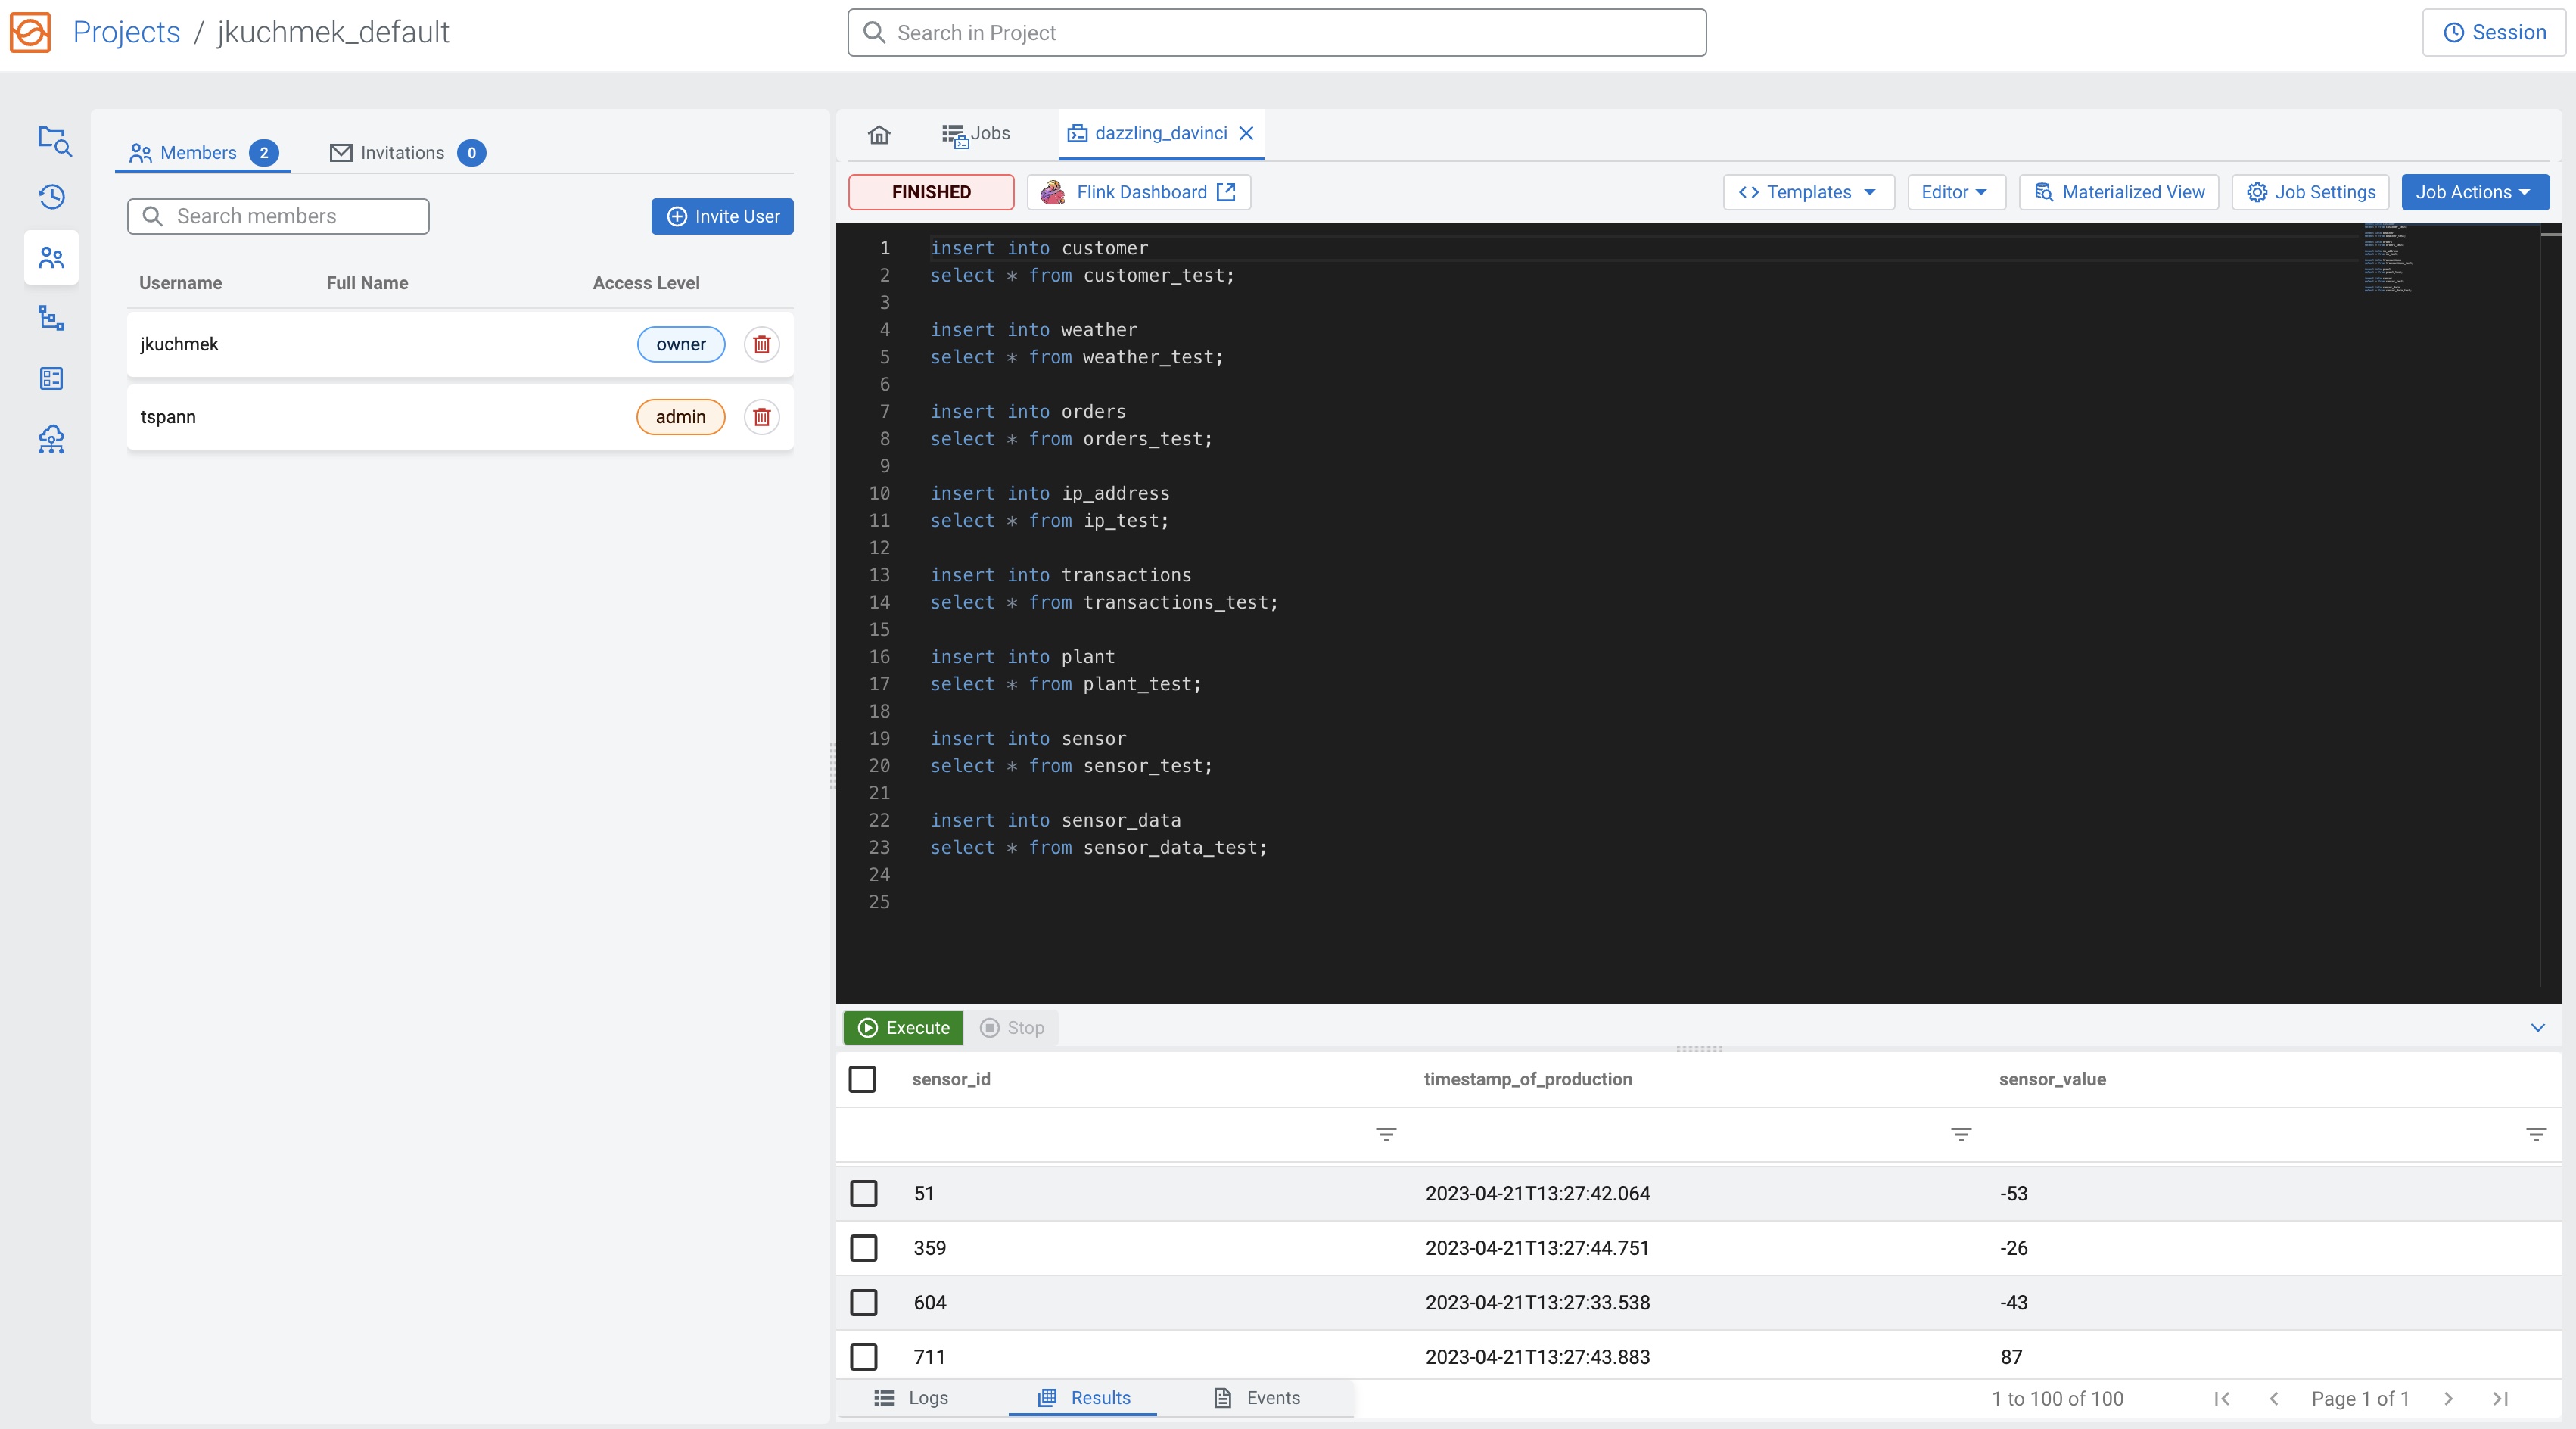 Projects / jkuchmek_default
Search in Project
Session
Members 2
Invitations 0
Search members
Invite User
Username Full Name Access Level
jkuchmek owner
tspann admin
Jobs
dazzling_davinci
FINISHED
Flink Dashboard
Templates
Editor
Materialized View
Job Settings
Job Actions
1 insert into customer
2 select * from customer_test;
3
4 insert into weather
5 select * from weather_test;
6
7 insert into orders
8 select * from orders_test;
9
10 insert into ip_address
11 select * from ip_test;
12
13 insert into transactions
14 select * from transactions_test;
15
16 insert into plant
17 select * from plant_test;
18
19 insert into sensor
20 select * from sensor_test;
21
22 insert into sensor_data
23 select * from sensor_data_test;
24
25
Execute
Stop
sensor_id timestamp_of_production sensor_value
51 2023-04-21T13:27:42.064 -53
359 2023-04-21T13:27:44.751 -26
604 2023-04-21T13:27:33.538 -43
711 2023-04-21T13:27:43.883 87
Logs
Results
Events
1 to 100 of 100
Page 1 of 1